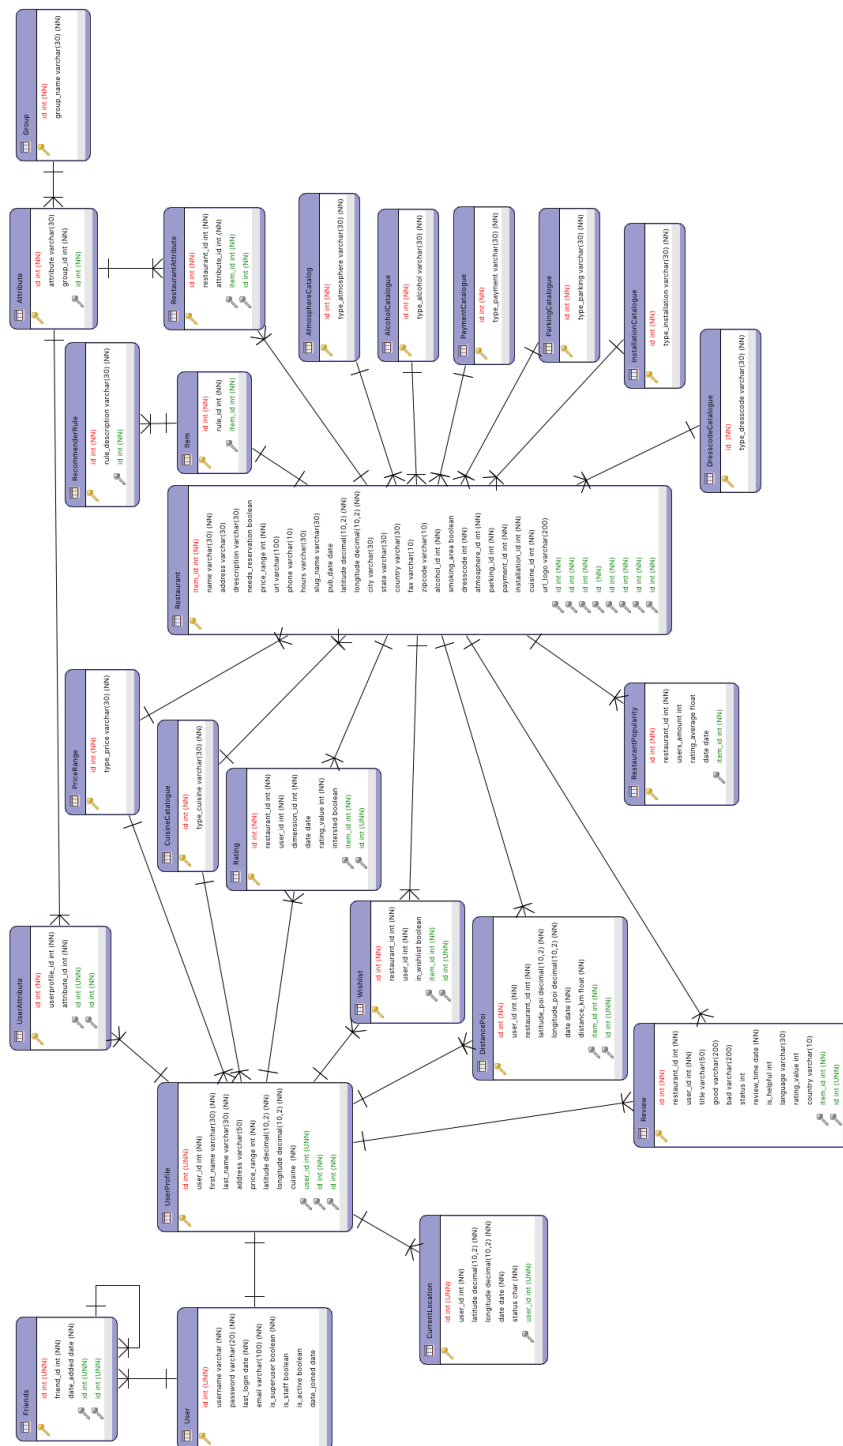 Group
id int (NN)
group_name varchar(30) (NN)
Attribute
id int (NN)
attribute varchar(30)
group_id int (NN)
id int (NN)
RestaurantAttribute
id int (NN)
restaurant_id int (NN)
attribute_id int (NN)
item_id int (NN)
id int (NN)
AtmosphereCatalog
id int (NN)
type_atmosphere varchar(30) (NN)
AlcoholCatalogue
id int (NN)
type_alcohol varchar(30) (NN)
PaymentCatalogue
id int (NN)
type_payment varchar(30) (NN)
ParkingCatalogue
id int (NN)
type_parking varchar(30) (NN)
InstallationCatalogue
id int (NN)
type_installation varchar(30) (NN)
DresscodeCatalogue
id (NN)
type_dresscode varchar(30) (NN)
RecommenderRule
id int (NN)
rule_description varchar(30) (NN)
id int (NN)
Item
id int (NN)
rule_id int (NN)
item_id int (NN)
Restaurant
item_id int (NN)
name varchar(30) (NN)
address varchar(30)
drescription varchar(30)
needs_reservation boolean
price_range int (NN)
url varchar(100)
phone varchar(10)
hours varchar(30)
slug_name varchar(30)
pub_date date
latitude decimal(10,2) (NN)
longitude decimal(10,2) (NN)
city varchar(30)
state varchar(30)
country varchar(30)
fax varchar(10)
zipcode varchar(10)
alcohol_id int (NN)
smoking_area boolean
dresscode int (NN)
atmosphere_id int (NN)
parking_id int (NN)
payment_id int (NN)
installation_id int (NN)
cuisine_id int (NN)
url_logo varchar(200)
id int (NN)
id int (NN)
id int (NN)
id (NN)
id int (NN)
id int (NN)
id int (NN)
id int (NN)
PriceRange
id int (NN)
type_price varchar(30) (NN)
CuisineCatalogue
id int (NN)
type_cuisine varchar(30) (NN)
Rating
id int (NN)
restaurant_id int (NN)
user_id int (NN)
dimension_id int (NN)
date date
rating_value int (NN)
intersted boolean
item_id int (NN)
id int (UNN)
RestaurantPopularity
id int (NN)
restaurant_id int (NN)
users_amount int
rating_average float
date date
item_id int (NN)
UserAttribute
id int (NN)
userprofile_id int (NN)
attribute_id int (NN)
id int (UNN)
id int (NN)
Wishlist
id int (NN)
restaurant_id int (NN)
user_id int (NN)
in_wishlist boolean
item_id int (NN)
id int (UNN)
DistancePoi
id int (NN)
user_id int (NN)
restaurant_id int (NN)
latitude_poi decimal(10,2) (NN)
longitude_poi decimal(10,2) (NN)
date date (NN)
distance_km float (NN)
item_id int (NN)
id int (UNN)
Review
id int (NN)
restaurant_id int (NN)
user_id int (NN)
title varchar(50)
good varchar(200)
bad varchar(200)
status int
review_time date (NN)
is_helpful int
language varchar(30)
rating_value int
country varchar(10)
item_id int (NN)
id int (UNN)
UserProfile
id int (UNN)
user_id int (NN)
first_name varchar(30) (NN)
last_name varchar(30) (NN)
address varchar(50)
price_range int (NN)
latitude decimal(10,2) (NN)
longitude decimal(10,2) (NN)
cuisine (NN)
user_id int (UNN)
id int (NN)
id int (NN)
CurrentLocation
id int (UNN)
user_id int (NN)
latitude decimal(10,2) (NN)
longitude decimal(10,2) (NN)
date date (NN)
status char (NN)
user_id int (UNN)
Friends
id int (UNN)
friend_id int (NN)
date_added date (NN)
id int (UNN)
id int (UNN)
User
id int (UNN)
username varchar (NN)
password varchar(20) (NN)
last_login date (NN)
email varchar(100) (NN)
is_superuser boolean (NN)
is_staff boolean
is_active boolean
date_joined date